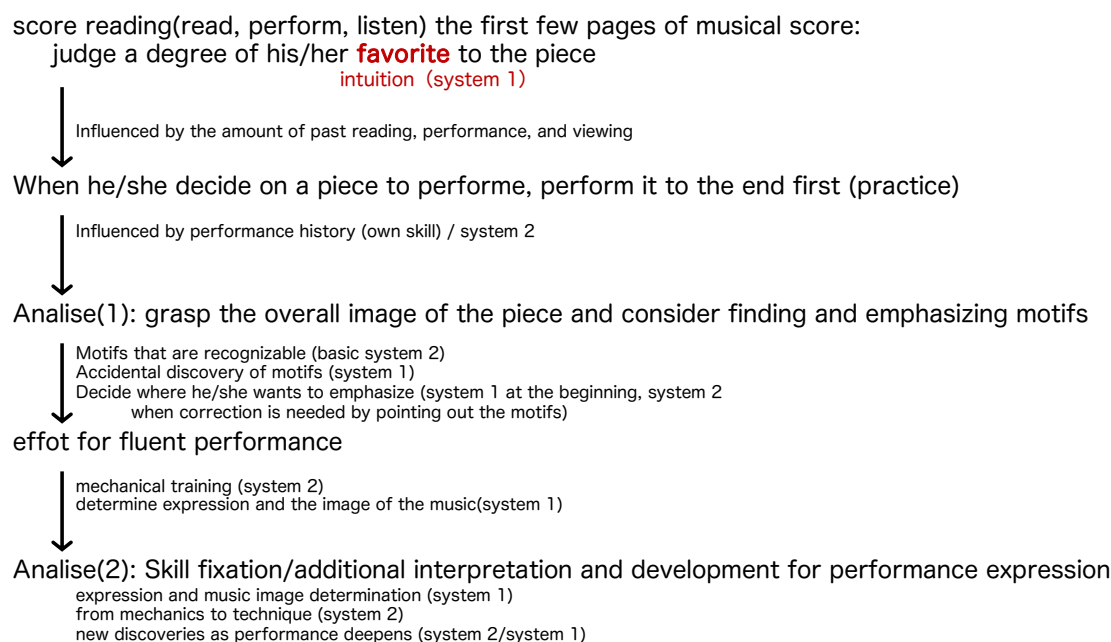 score reading(read, perform, listen) the first few pages of musical score:
judge a degree of his/her favorite to the piece
intuition（system 1）
Influenced by the amount of past reading, performance, and viewing
When he/she decide on a piece to performe, perform it to the end first (practice)
Influenced by performance history (own skill) / system 2
Analise(1): grasp the overall image of the piece and consider finding and emphasizing motifs
Motifs that are recognizable (basic system 2)
Accidental discovery of motifs (system 1)
Decide where he/she wants to emphasize (system 1 at the beginning, system 2
when correction is needed by pointing out the motifs)
effot for fluent performance
mechanical training (system 2)
determine expression and the image of the music(system 1)
Analise(2): Skill fixation/additional interpretation and development for performance expression
expression and music image determination (system 1)
from mechanics to technique (system 2)
new discoveries as performance deepens (system 2/system 1)